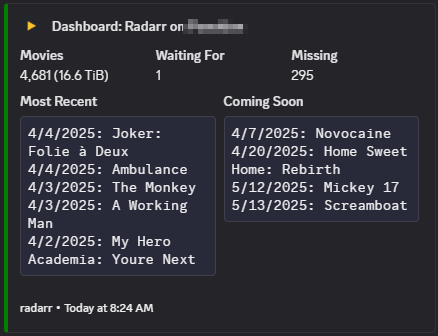 Dashboard: Radarr on
Movies
4,681 (16.6 TiB)
Waiting For
1
Missing
295
Most Recent
4/4/2025: Joker:
Folie à Deux
4/4/2025: Ambulance
4/3/2025: The Monkey
4/3/2025: A Working
Man
4/2/2025: My Hero
Academia: Youre Next
Coming Soon
4/7/2025: Novocaine
4/20/2025: Home Sweet
Home: Rebirth
5/12/2025: Mickey 17
5/13/2025: Screamboat
radarr • Today at 8:24 AM